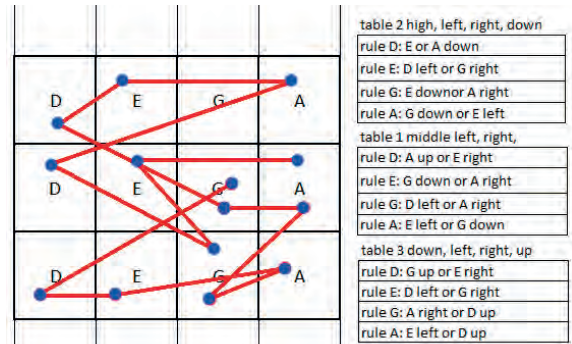 D E G A
D E G A
D E G A
table 2 high, left, right, down
rule D: E or A down
rule E: D left or G right
rule G: E downor A right
rule A: G down or E left
table 1 middle left, right,
rule D: A up or E right
rule E: G down or A right
rule G: D left or A right
rule A: E left or G down
table 3 down, left, right, up
rule D: G up or E right
rule E: D left or G right
rule G: A right or D up
rule A: E left or D up